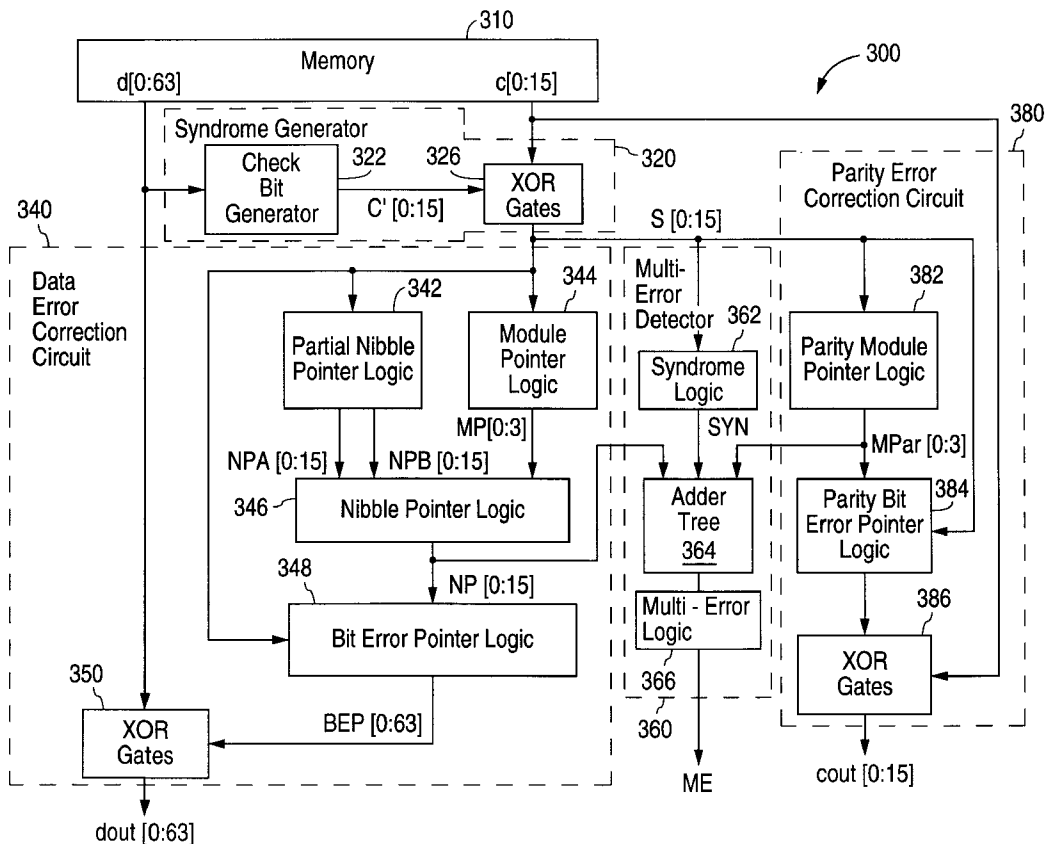 310
Memory
d[0:63]
c[0:15]
300
380
Syndrome Generator
322
326
320
Check
Bit
Generator
XOR
Gates
C' [0:15]
Parity Error
Correction Circuit
340
S [0:15]
Data
Error
Correction
Circuit
342
344
Multi-
Error
Detector
362
382
Partial Nibble
Pointer Logic
Module
Pointer
Logic
Syndrome
Logic
Parity Module
Pointer Logic
MP[0:3]
SYN
MPar [0:3]
NPA [0:15]
NPB [0:15]
346
Nibble Pointer Logic
Adder
Tree
364
Parity Bit
Error Pointer
Logic
384
348
NP [0:15]
Bit Error Pointer Logic
Multi - Error
Logic
366
386
XOR
Gates
350
XOR
Gates
BEP [0:63]
360
ME
cout [0:15]
dout [0:63]